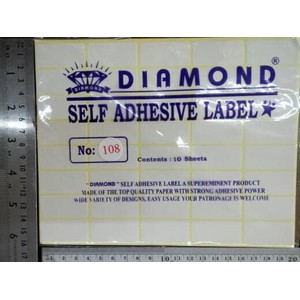 DIAMOND®
DIAMOND
SELF ADHESIVE LABEL
No: 108
Contents : 10 Sheets
"DIAMOND" SELF ADHESIVE LABEL A SUPEREMINENT PRODUCT
MADE OF THE TOP QUALITY PAPER WITH STRONG ADHESIVE POWER
WIDE VARIETY OF DESIGNS, EASY USAGE YOUR PATRONAGE IS WELCOME